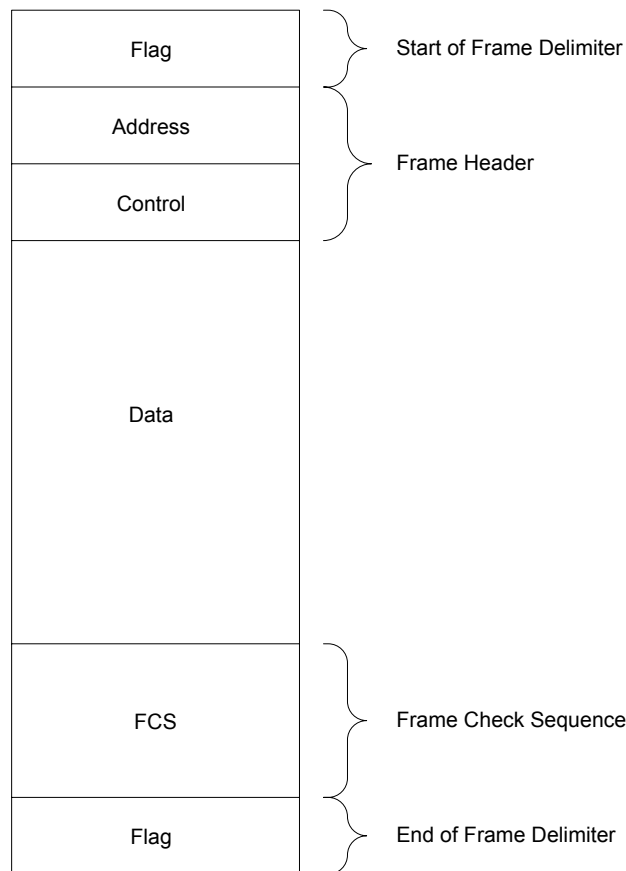 Flag
Start of Frame Delimiter
Address
Frame Header
Control
Data
FCS
Frame Check Sequence
Flag
End of Frame Delimiter